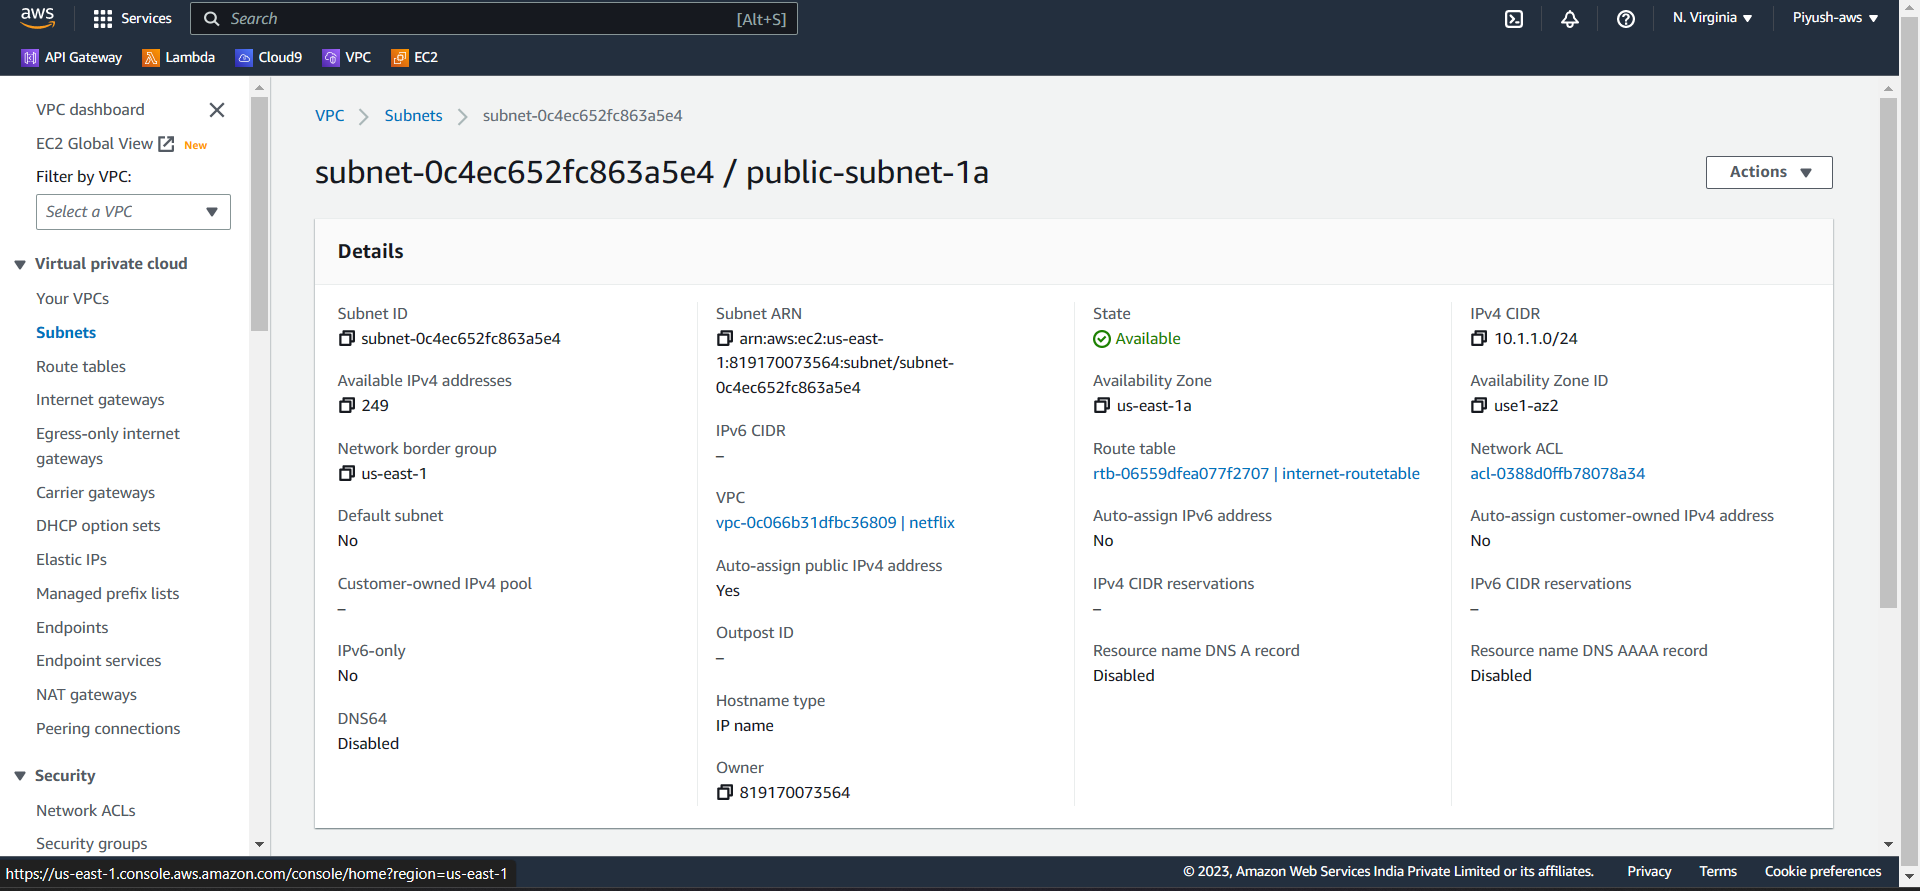 aws
Services
Search
[Alt+S]
N. Virginia
Piyush-aws
API Gateway
Lambda
Cloud9
VPC
EC2
VPC dashboard
EC2 Global View
New
Filter by VPC:
Select a VPC
Virtual private cloud
Your VPCs
Subnets
Route tables
Internet gateways
Egress-only internet
gateways
Carrier gateways
DHCP option sets
Elastic IPs
Managed prefix lists
Endpoints
Endpoint services
NAT gateways
Peering connections
Security
Network ACLs
Security groups
VPC
Subnets
subnet-0c4ec652fc863a5e4
subnet-0c4ec652fc863a5e4 / public-subnet-1a
Actions
Details
Subnet ID
subnet-0c4ec652fc863a5e4
Available IPv4 addresses
249
Network border group
us-east-1
Default subnet
No
Customer-owned IPv4 pool
–
IPv6-only
No
DNS64
Disabled
Subnet ARN
arn:aws:ec2:us-east-
1:819170073564:subnet/subnet-
0c4ec652fc863a5e4
IPv6 CIDR
–
VPC
vpc-0c066b31dfbc36809 | netflix
Auto-assign public IPv4 address
Yes
Outpost ID
–
Hostname type
IP name
Owner
819170073564
State
Available
Availability Zone
us-east-1a
Route table
rtb-06559dfea077f2707 | internet-routetable
Auto-assign IPv6 address
No
IPv4 CIDR reservations
–
Resource name DNS A record
Disabled
IPv4 CIDR
10.1.1.0/24
Availability Zone ID
use1-az2
Network ACL
acl-0388d0ffb78078a34
Auto-assign customer-owned IPv4 address
No
IPv6 CIDR reservations
–
Resource name DNS AAAA record
Disabled
https://us-east-1.console.aws.amazon.com/console/home?region=us-east-1
© 2023, Amazon Web Services India Private Limited or its affiliates.
Privacy
Terms
Cookie preferences